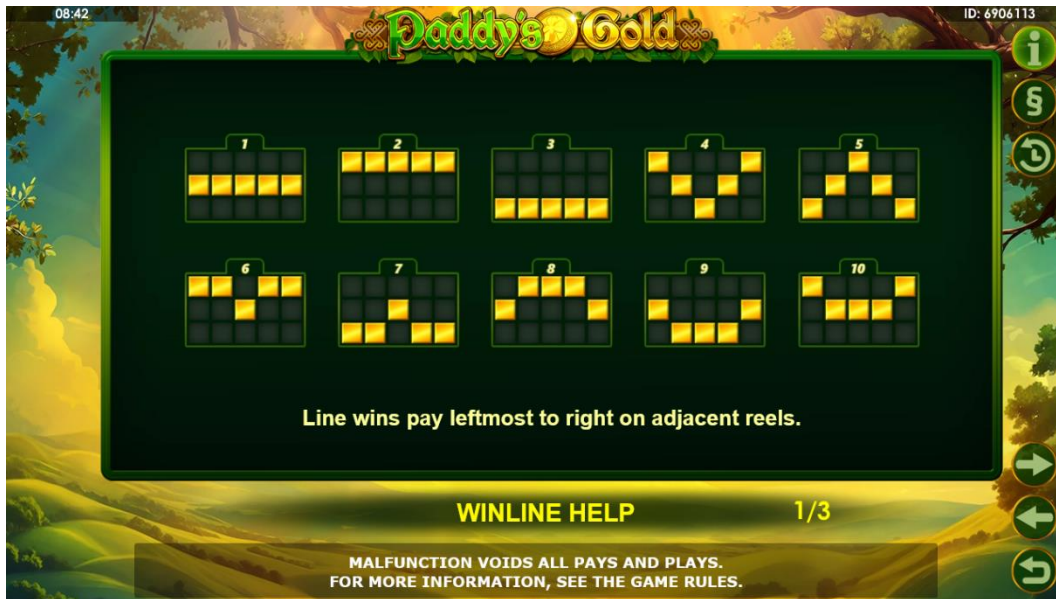 08:42
Paddy's Gold
ID: 6906113
i
§
1
2
3
4
5
6
7
8
9
10
Line wins pay leftmost to right on adjacent reels.
WINLINE HELP
1/3
MALFUNCTION VOIDS ALL PAYS AND PLAYS.
FOR MORE INFORMATION, SEE THE GAME RULES.